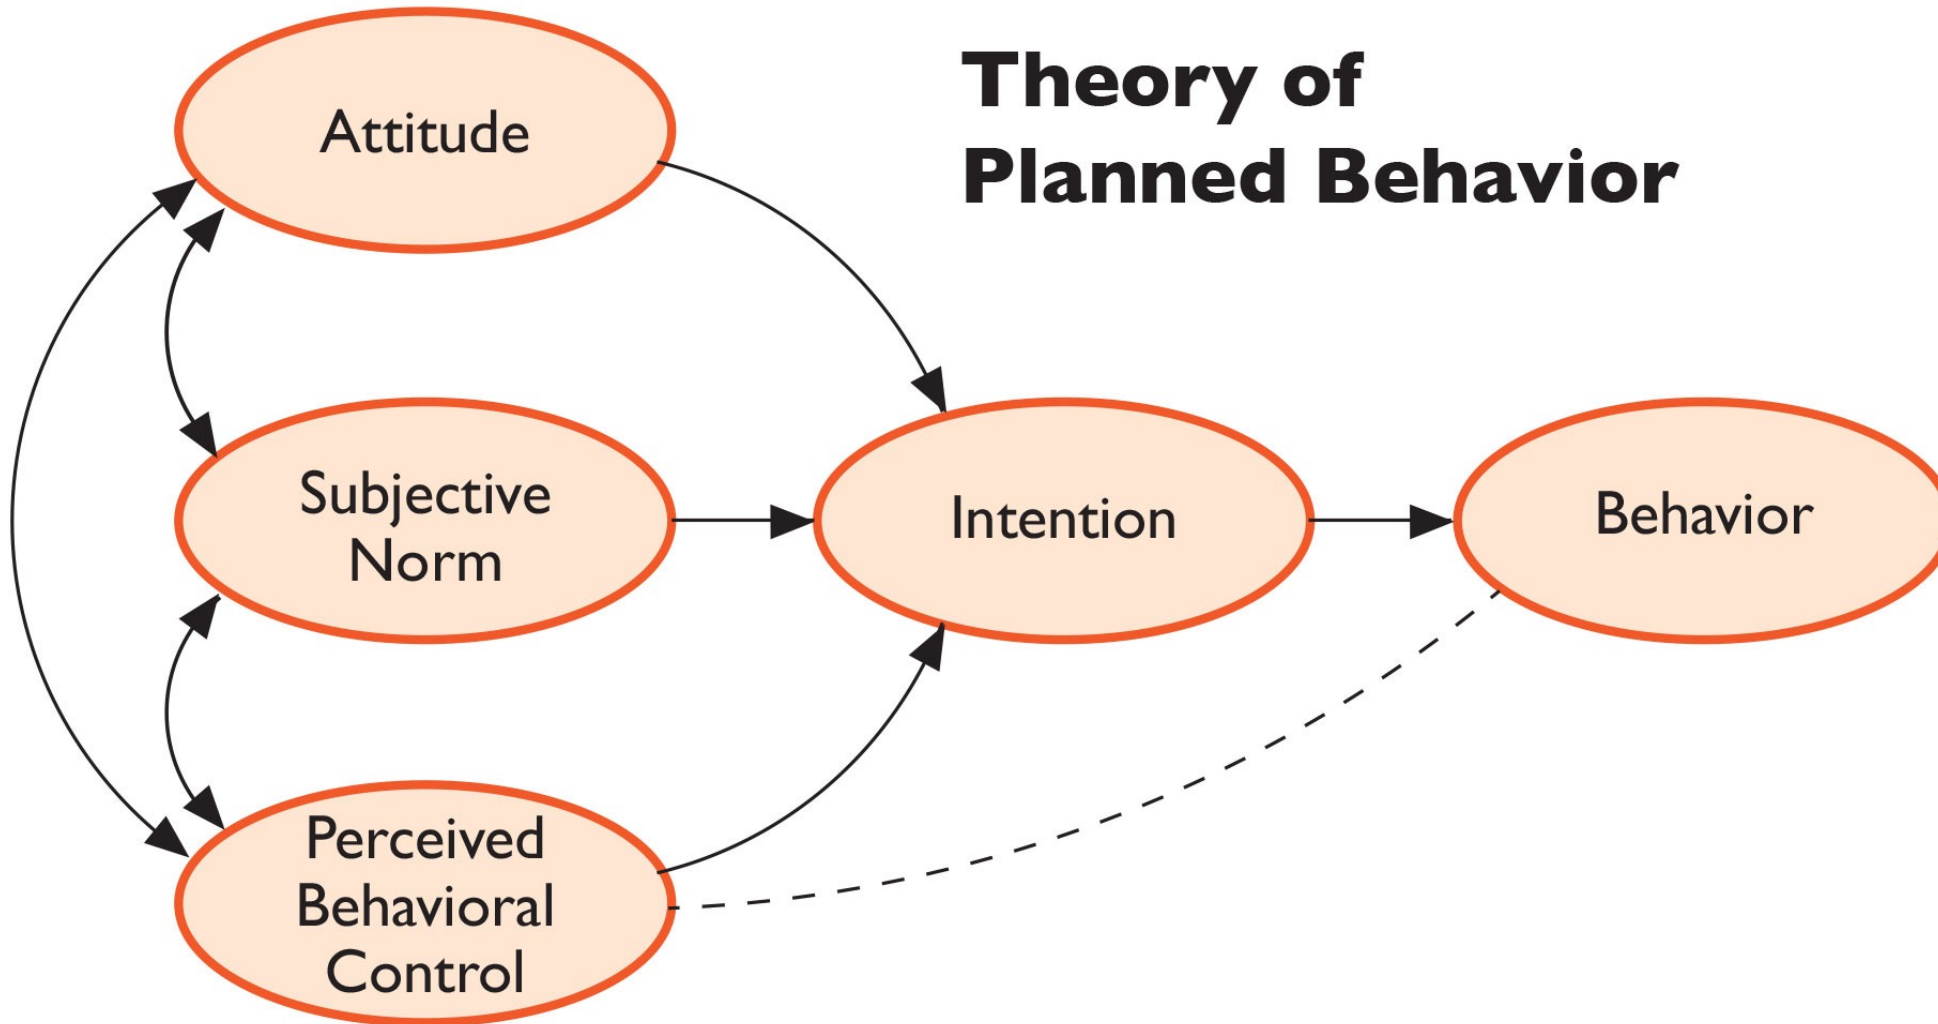 Theory of
Planned Behavior
Attitude
Subjective
Norm
Intention
Behavior
Perceived
Behavioral
Control